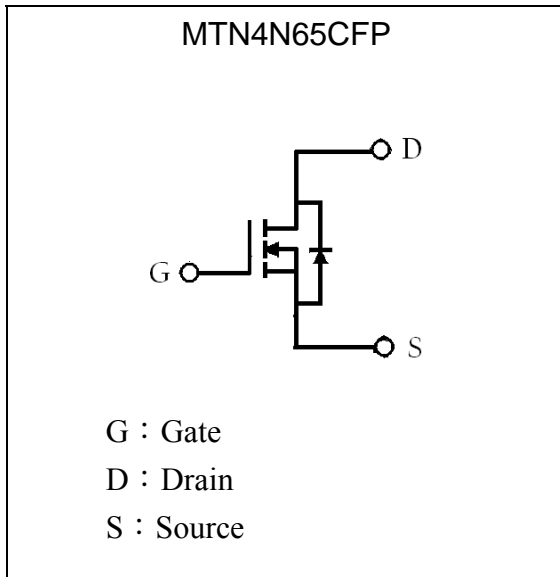 MTN4N65CFP
D
G
S
G：Gate
D：Drain
S：Source